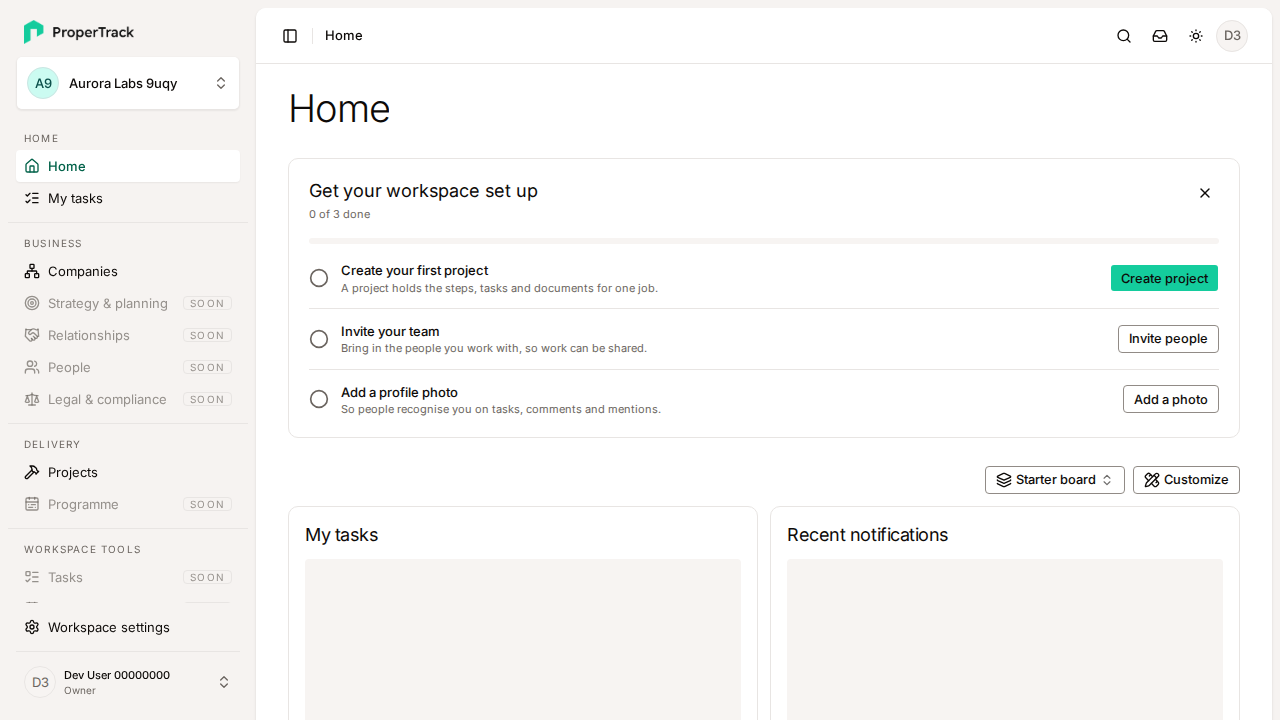 ProperTrack
A9
Aurora Labs 9uqy
HOME
Home
My tasks
BUSINESS
Companies
Strategy & planning SOON
Relationships SOON
People SOON
Legal & compliance SOON
DELIVERY
Projects
Programme SOON
WORKSPACE TOOLS
Tasks SOON
Workspace settings
D3
Dev User 00000000
Owner
Home
D3
Home
Get your workspace set up
0 of 3 done
Create your first project
A project holds the steps, tasks and documents for one job.
Create project
Invite your team
Bring in the people you work with, so work can be shared.
Invite people
Add a profile photo
So people recognise you on tasks, comments and mentions.
Add a photo
Starter board
Customize
My tasks
Recent notifications